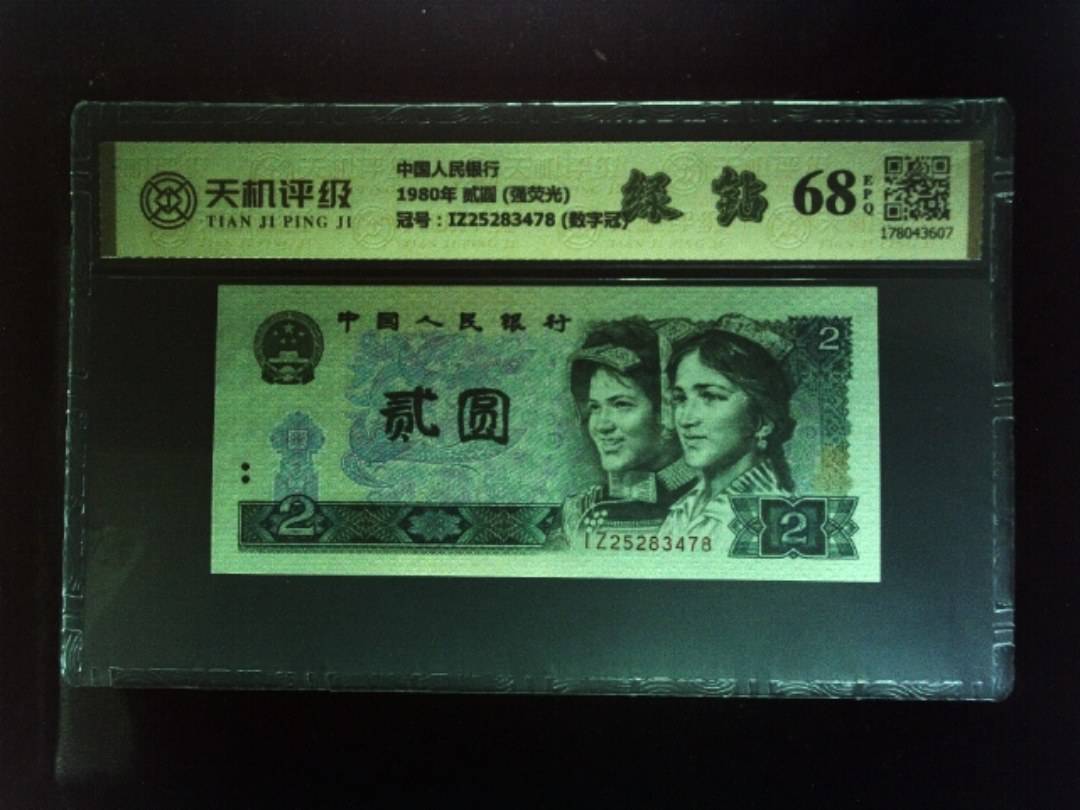 天机评级
TIAN JI PING JI
中国人民银行
1980年 贰圆 (强荧光)
冠号：IZ25283478 (数字冠)
绿钻
68
EPQ
178043607
中国人民银行
2
贰圆
2
IZ25283478
2